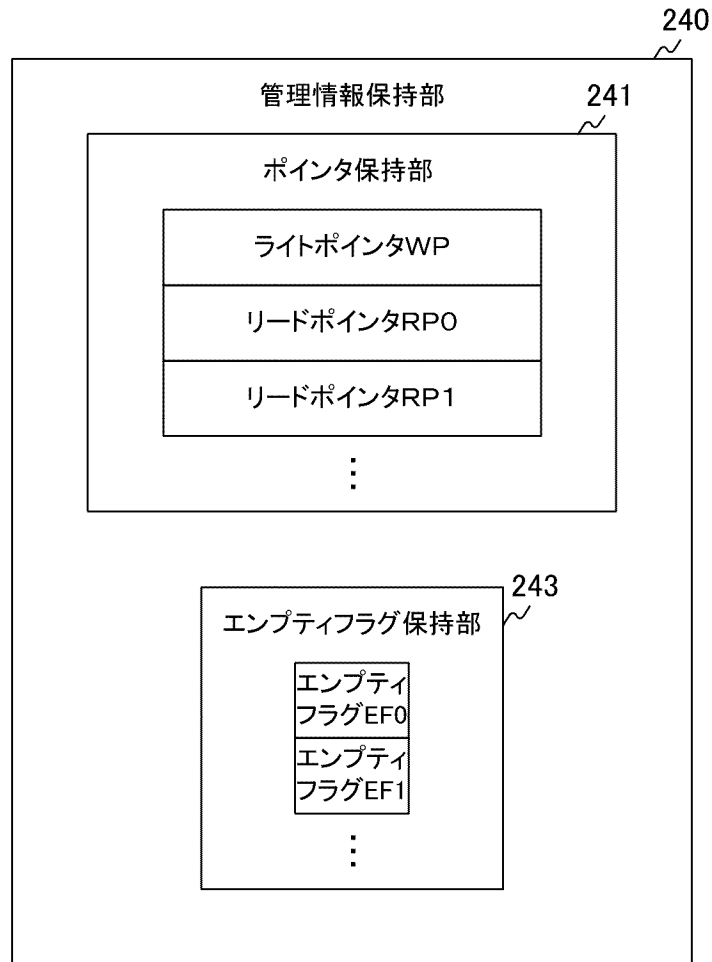 240
管理情報保持部
241
ポインタ保持部
ライトポインタWP
リードポインタRP0
リードポインタRP1
⋮
243
エンプティフラグ保持部
エンプティ
フラグEF0
エンプティ
フラグEF1
⋮